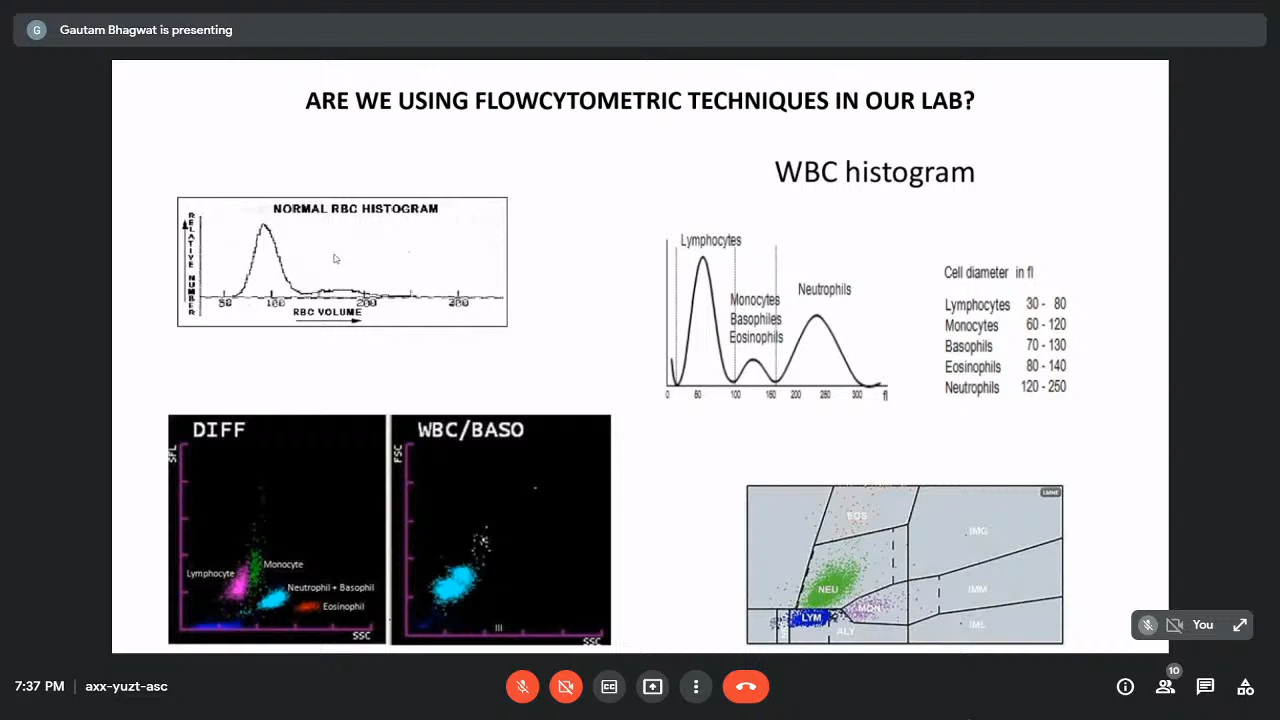 G Gautam Bhagwat is presenting
ARE WE USING FLOWCYTOMETRIC TECHNIQUES IN OUR LAB?
WBC histogram
NORMAL RBC HISTOGRAM
RELATIVE NUMBER
50 100 200 300
RBC VOLUME
Lymphocytes
Monocytes
Basophiles
Eosinophils
Neutrophils
0 50 100 150 200 250 300 fl
Cell diameter in fl
Lymphocytes 30 - 80
Monocytes 60 - 120
Basophils 70 - 130
Eosinophils 80 - 140
Neutrophils 120 - 250
DIFF
SFL
Lymphocyte
Monocyte
Neutrophil + Basophil
Eosinophil
SSC
WBC/BASO
FSC
SSC
LMNE
EOS
IMG
NEU
MON
IMM
LYM
ALY
IML
You
7:37 PM | axx-yuzt-asc
10